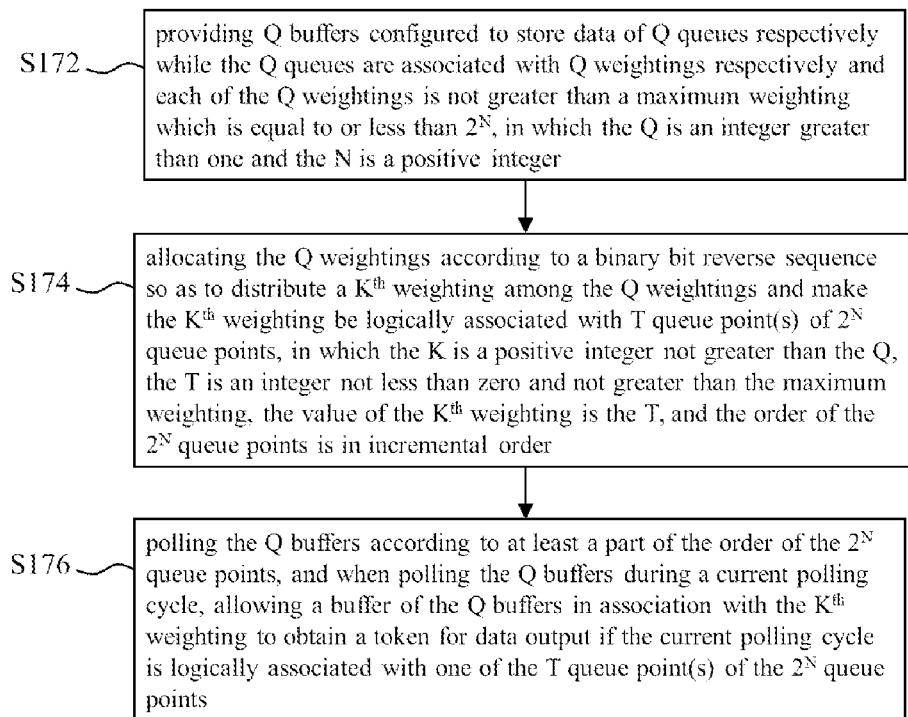 S172
providing Q buffers configured to store data of Q queues respectively
while the Q queues are associated with Q weightings respectively and
each of the Q weightings is not greater than a maximum weighting
which is equal to or less than 2^N, in which the Q is an integer greater
than one and the N is a positive integer
S174
allocating the Q weightings according to a binary bit reverse sequence
so as to distribute a K^th weighting among the Q weightings and make
the K^th weighting be logically associated with T queue point(s) of 2^N
queue points, in which the K is a positive integer not greater than the Q,
the T is an integer not less than zero and not greater than the maximum
weighting, the value of the K^th weighting is the T, and the order of the
2^N queue points is in incremental order
S176
polling the Q buffers according to at least a part of the order of the 2^N
queue points, and when polling the Q buffers during a current polling
cycle, allowing a buffer of the Q buffers in association with the K^th
weighting to obtain a token for data output if the current polling cycle
is logically associated with one of the T queue point(s) of the 2^N queue
points